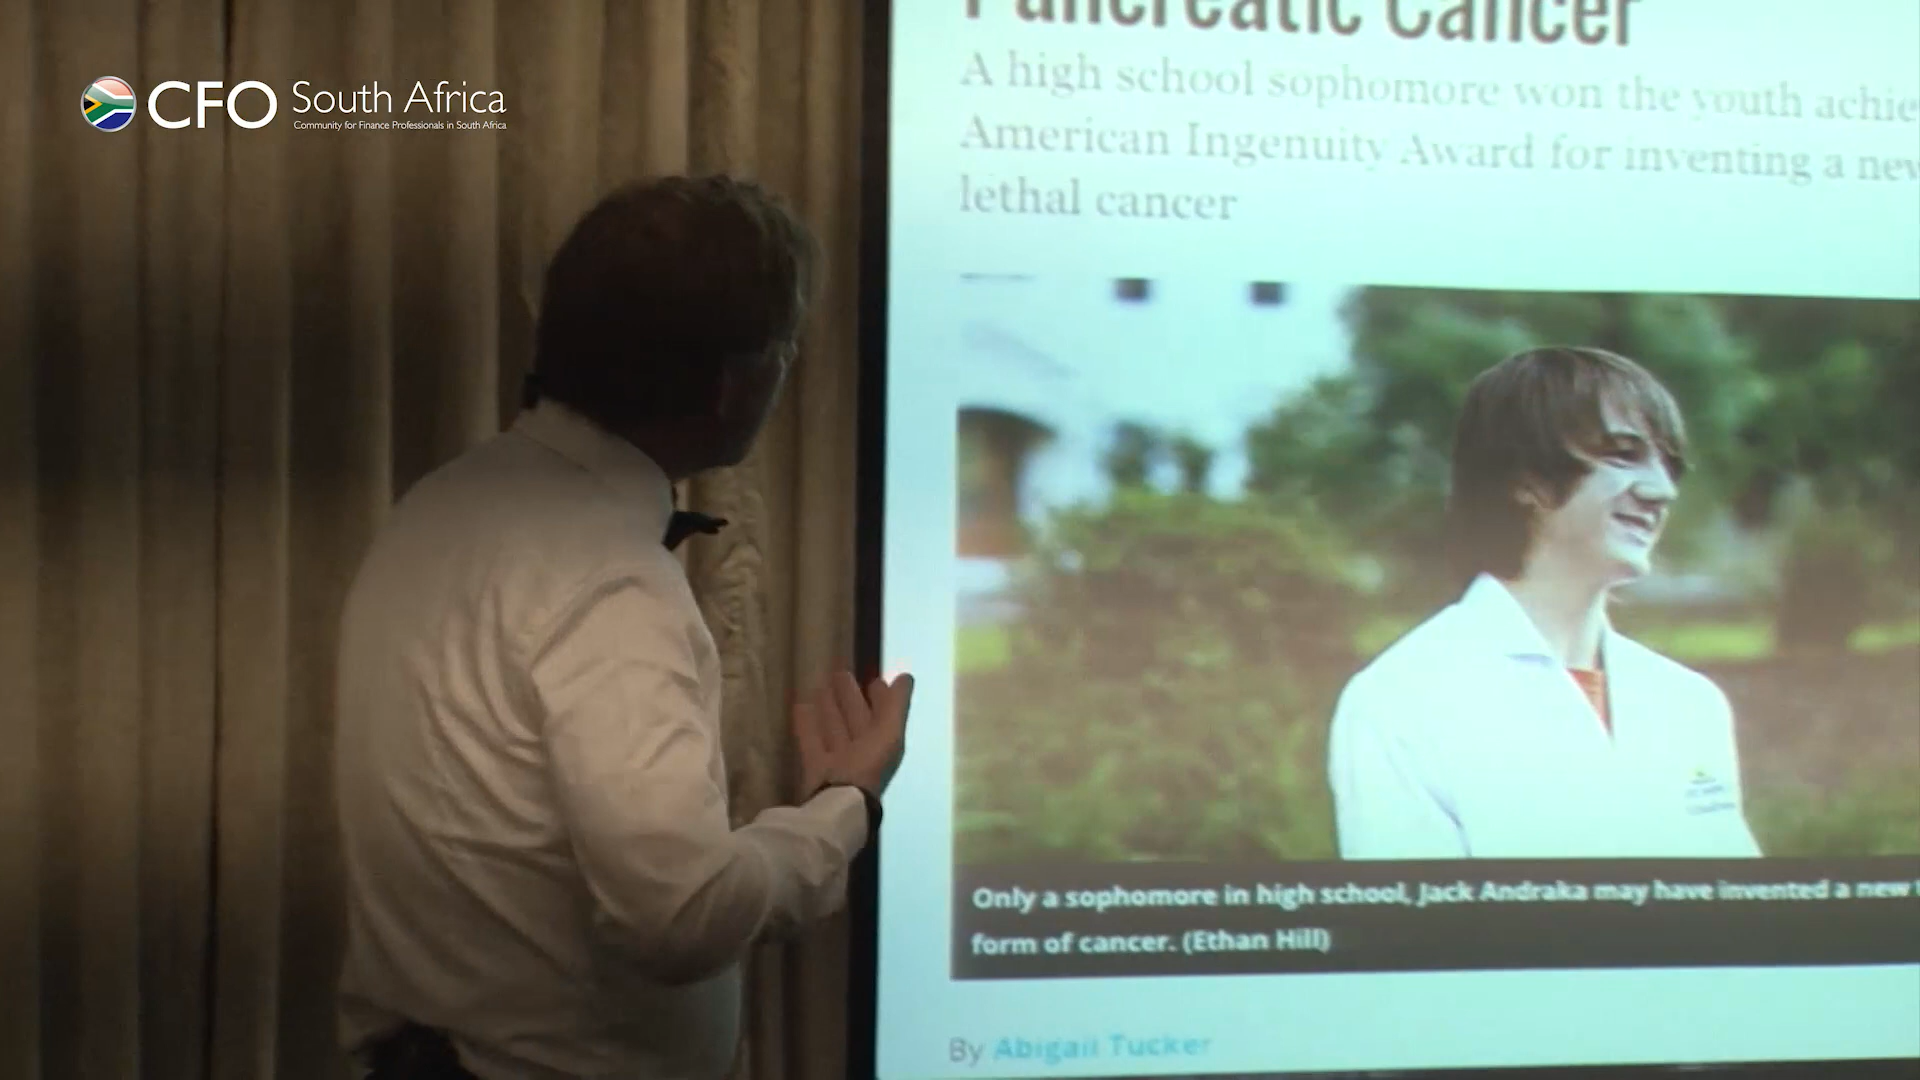 CFO South Africa
Community for Finance Professionals in South Africa
Pancreatic Cancer
A high school sophomore won the youth
American Ingenuity Award for inventing a new
lethal cancer
Only a sophomore in high school, Jack Andraka may have invented a new
form of cancer. (Ethan Hill)
By Abigail Tucker